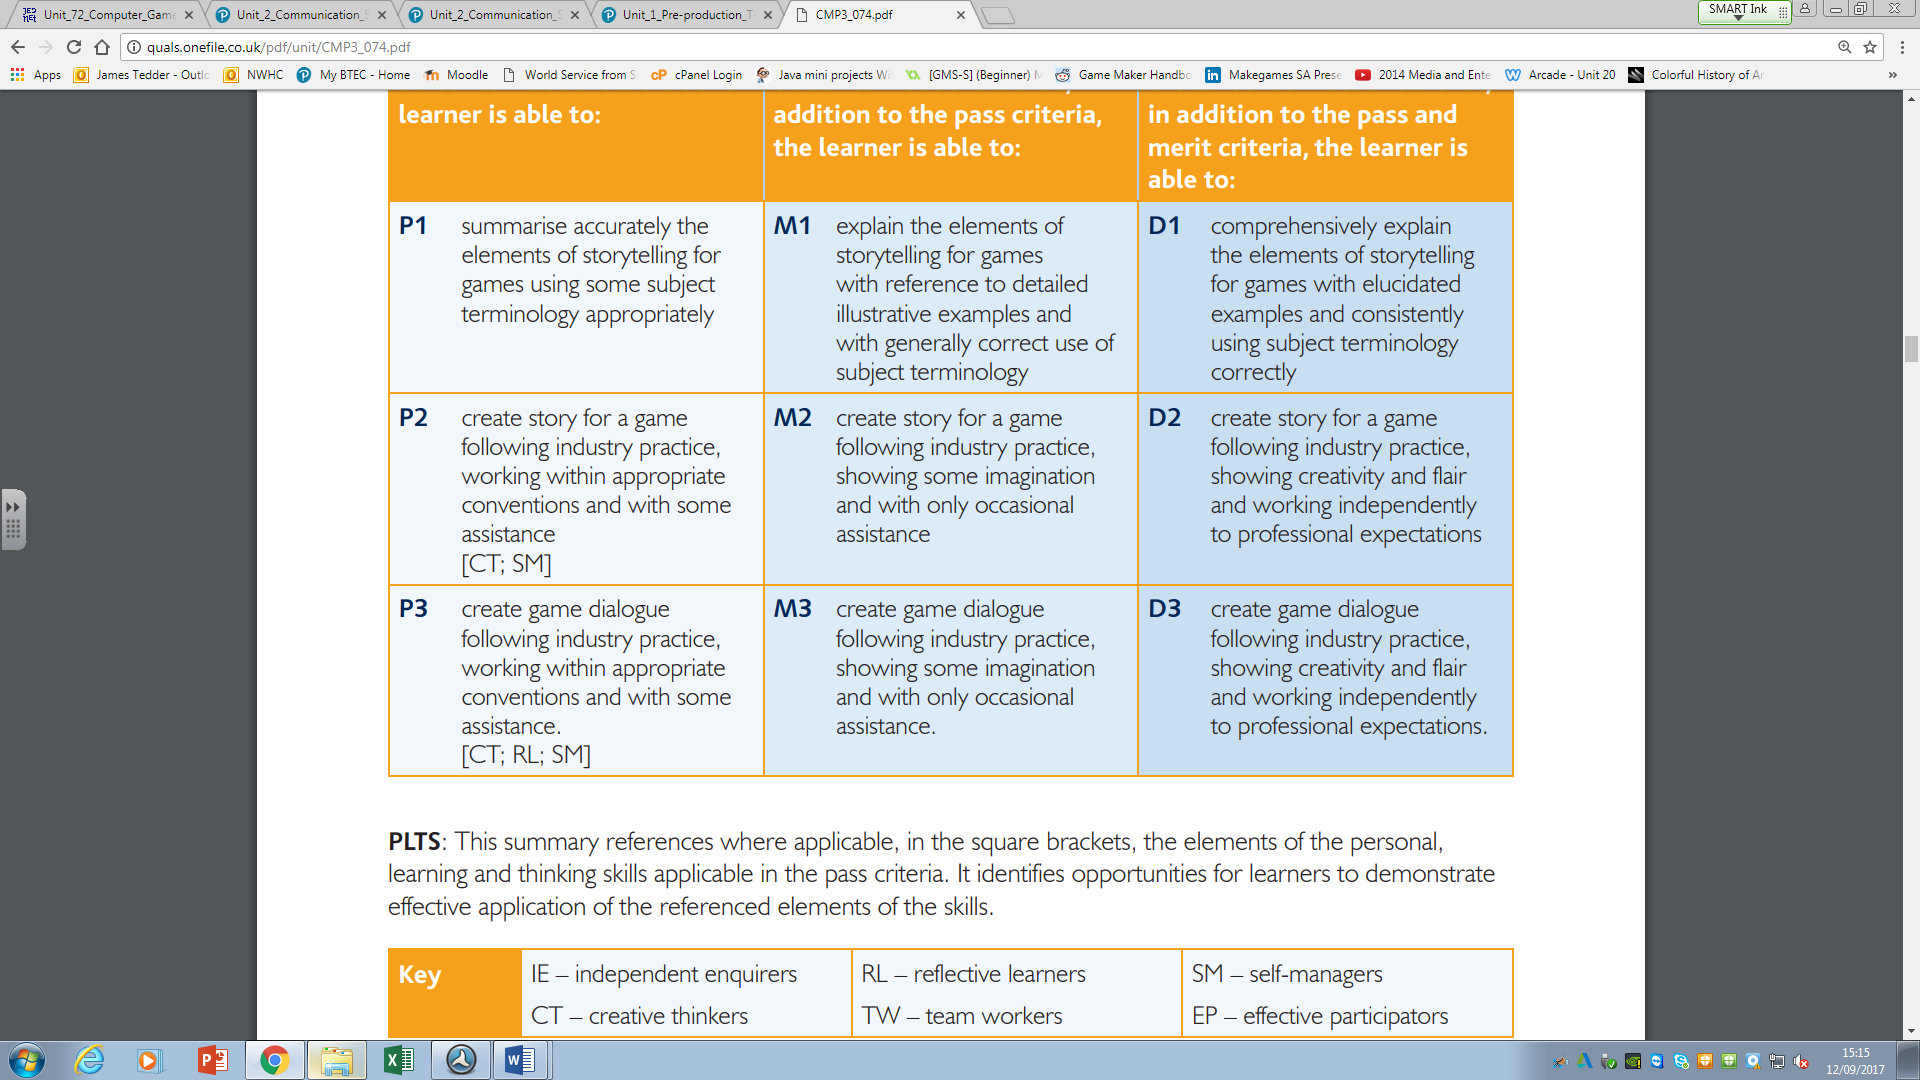 Unit_72_Computer_Game
Unit_2_Communication_S
Unit_2_Communication_S
Unit_1_Pre-production_T
CMP3_074.pdf
SMART Ink
quals.onefile.co.uk/pdf/unit/CMP3_074.pdf
Apps
James Tedder - Outlo
NWHC
My BTEC - Home
Moodle
World Service from S
cPanel Login
Java mini projects Wi
[GMS-S] (Beginner) M
Game Maker Handbo
Makegames SA Prese
2014 Media and Ente
Arcade - Unit 20
Colorful History of Ar
learner is able to:
addition to the pass criteria,
the learner is able to:
in addition to the pass and
merit criteria, the learner is
able to:
P1 summarise accurately the
elements of storytelling for
games using some subject
terminology appropriately
M1 explain the elements of
storytelling for games
with reference to detailed
illustrative examples and
with generally correct use of
subject terminology
D1 comprehensively explain
the elements of storytelling
for games with elucidated
examples and consistently
using subject terminology
correctly
P2 create story for a game
following industry practice,
working within appropriate
conventions and with some
assistance
[CT; SM]
M2 create story for a game
following industry practice,
showing some imagination
and with only occasional
assistance
D2 create story for a game
following industry practice,
showing creativity and flair
and working independently
to professional expectations
P3 create game dialogue
following industry practice,
working within appropriate
conventions and with some
assistance.
[CT; RL; SM]
M3 create game dialogue
following industry practice,
showing some imagination
and with only occasional
assistance.
D3 create game dialogue
following industry practice,
showing creativity and flair
and working independently
to professional expectations.
PLTS: This summary references where applicable, in the square brackets, the elements of the personal,
learning and thinking skills applicable in the pass criteria. It identifies opportunities for learners to demonstrate
effective application of the referenced elements of the skills.
Key
IE – independent enquirers
RL – reflective learners
SM – self-managers
CT – creative thinkers
TW – team workers
EP – effective participators
15:15
12/09/2017